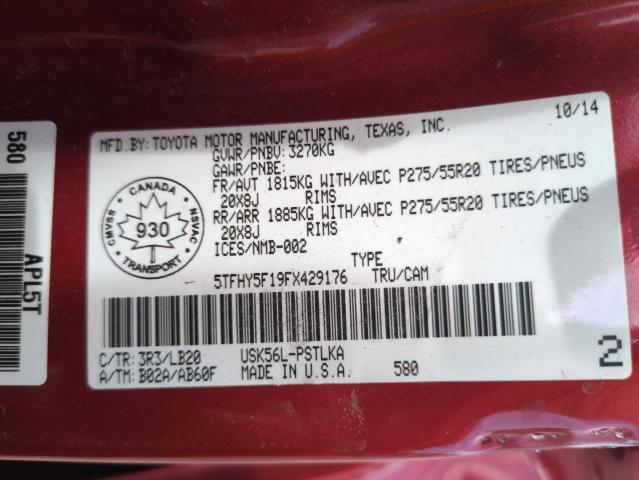 580
APL5T
10/14
MFD.BY:TOYOTA MOTOR MANUFACTURING, TEXAS, INC.
GVWR/PNBV:3270KG
GAWR/PNBE:
FR/AVT 1815KG WITH/AVEC P275/55R20 TIRES/PNEUS
20X8J RIMS
RR/ARR 1885KG WITH/AVEC P275/55R20 TIRES/PNEUS
20X8J RIMS
ICES/NMB-002
CANADA
CMVSS
NSVAC
930
TRANSPORT
TYPE
5TFHY5F19FX429176 TRU/CAM
C/TR:3R3/LB20 USK56L-PSTLKA
A/TM:B02A/AB60F MADE IN U.S.A. 580
2